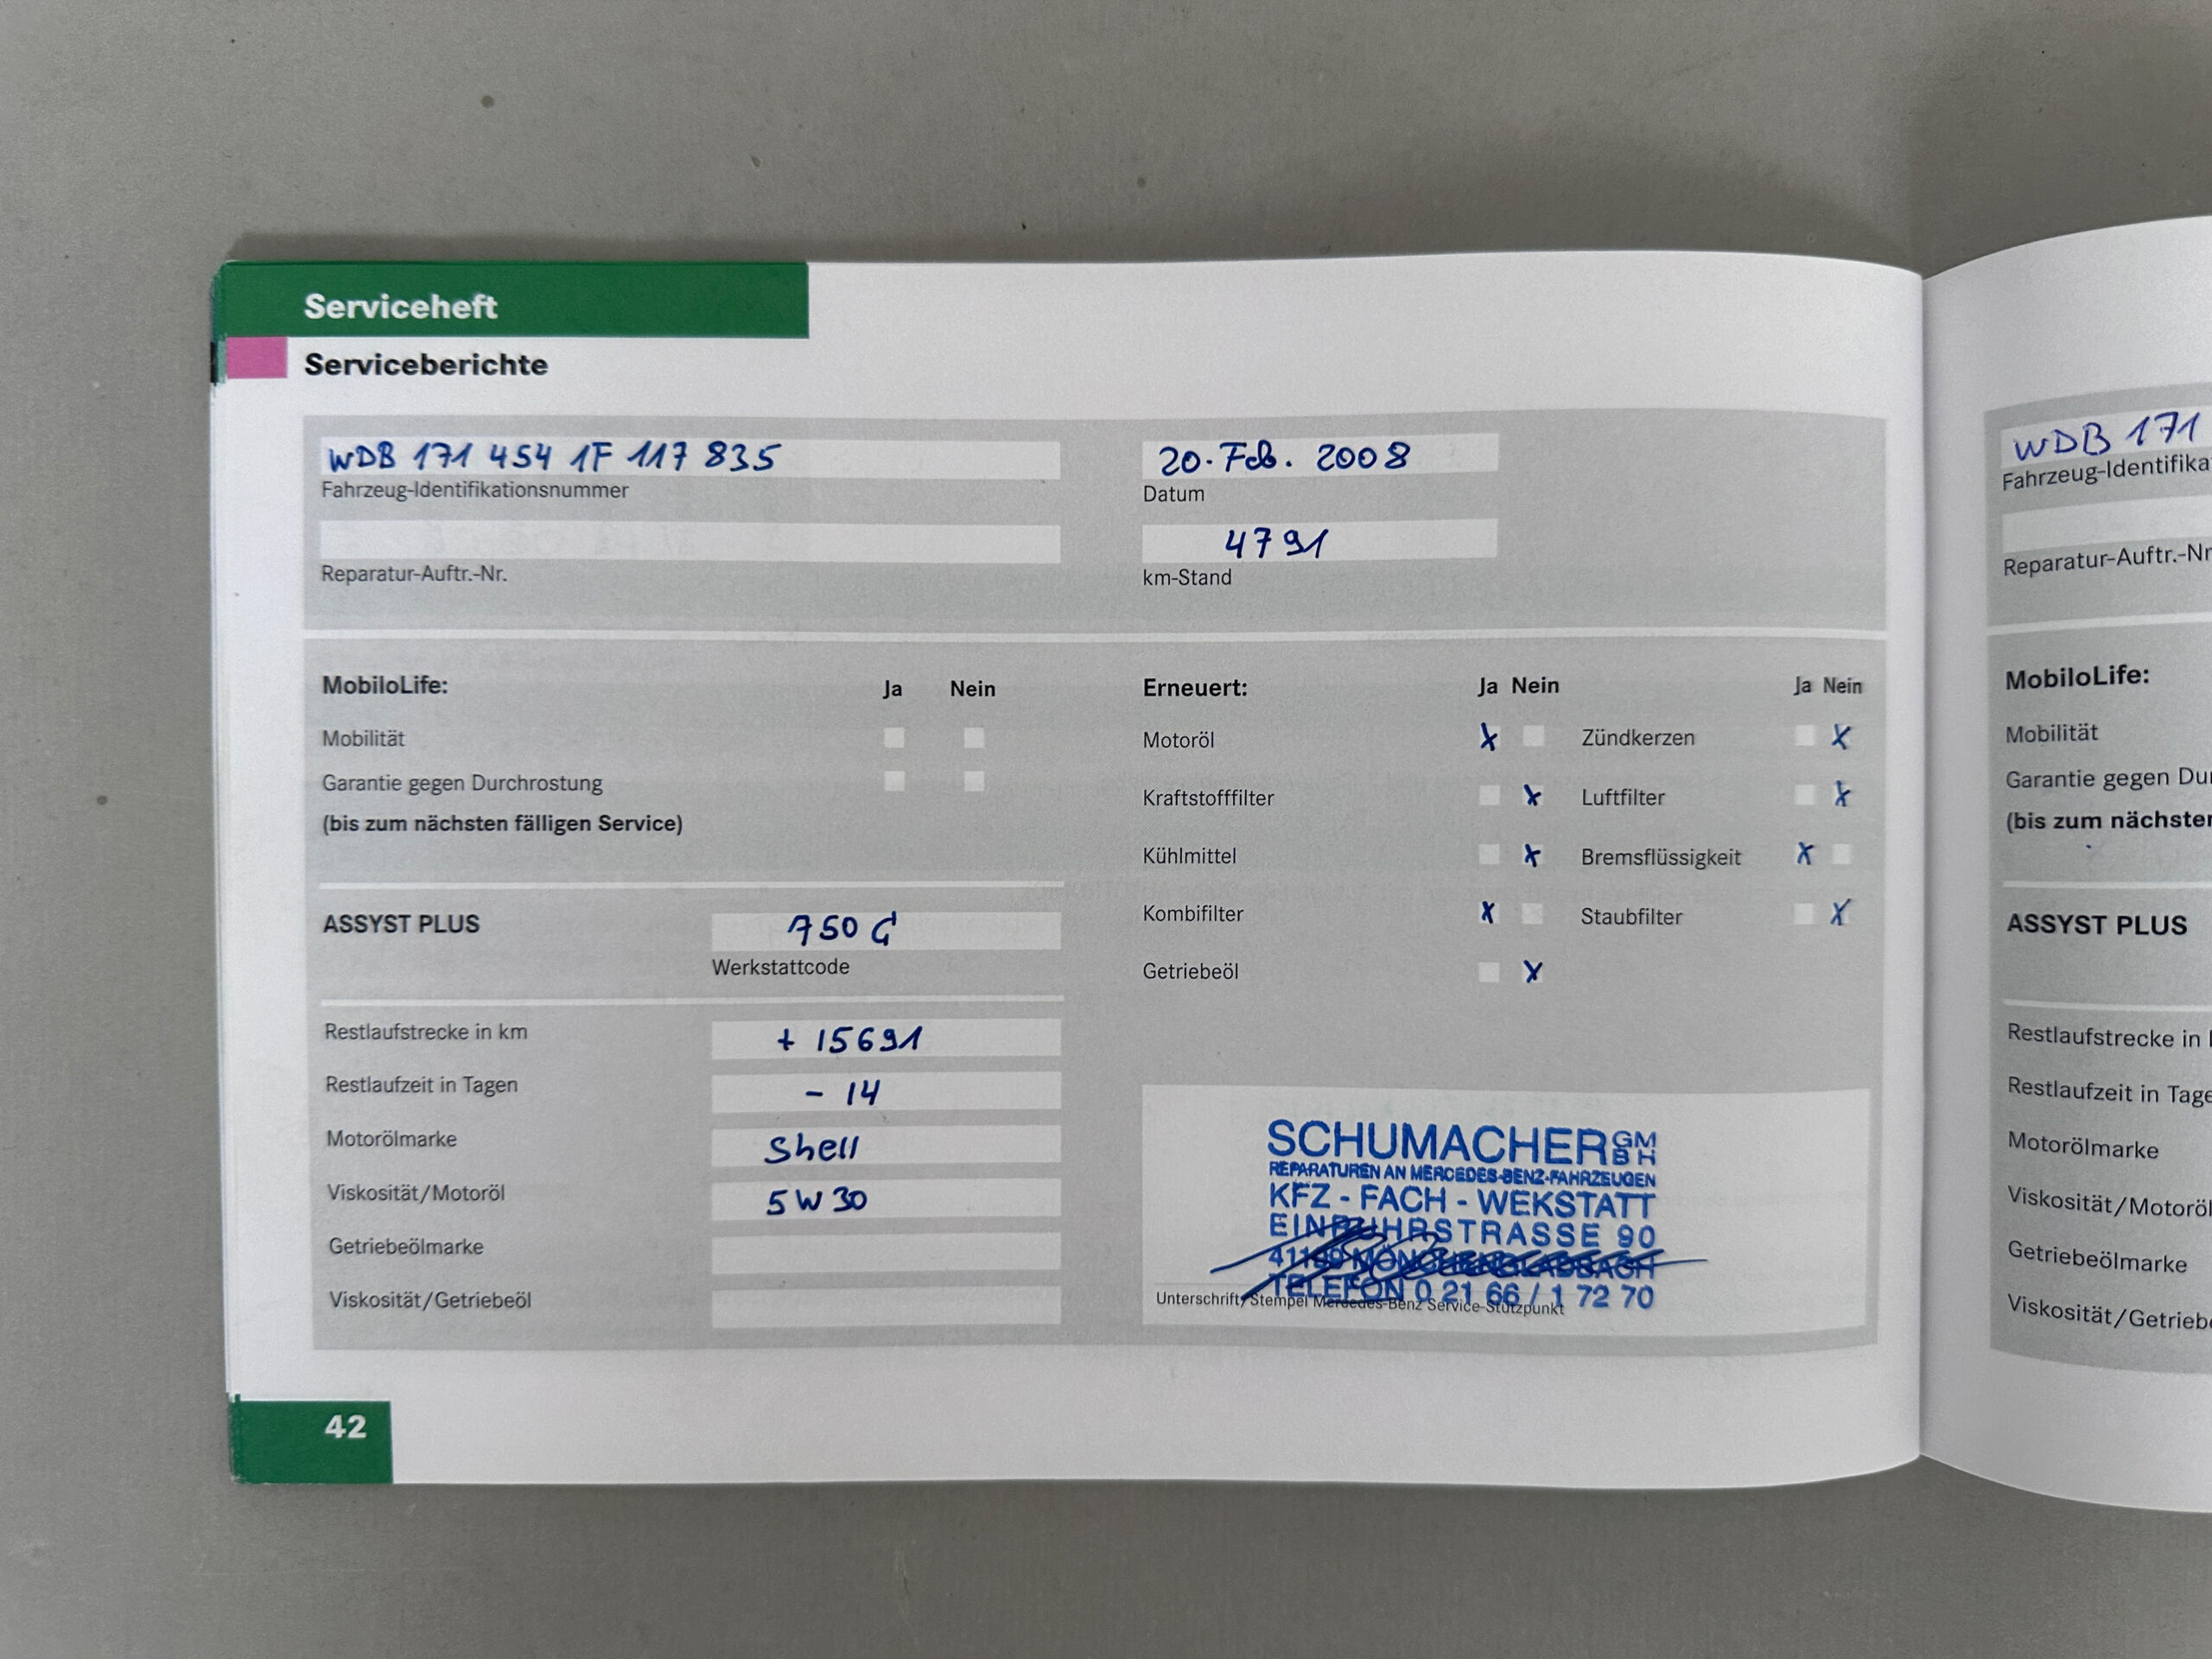 Serviceheft
Serviceberichte
WDB 171 454 1F 117 835
Fahrzeug-Identifikationsnummer
20. Feb. 2008
Datum
Reparatur-Auftr.-Nr.
4791
km-Stand
MobiloLife: Ja Nein
Mobilität
Garantie gegen Durchrostung
(bis zum nächsten fälligen Service)
ASSYST PLUS
750 G
Werkstattcode
Restlaufstrecke in km + 15691
Restlaufzeit in Tagen - 14
Motorölmarke Shell
Viskosität/Motoröl 5W30
Getriebeölmarke
Viskosität/Getriebeöl
Erneuert: Ja Nein Ja Nein
Motoröl X Zündkerzen X
Kraftstofffilter X Luftfilter X
Kühlmittel X Bremsflüssigkeit X
Kombifilter X Staubfilter X
Getriebeöl X
SCHUMACHER GMBH
REPARATUREN AN MERCEDES-BENZ-FAHRZEUGEN
KFZ - FACH - WEKSTATT
EINRUHRSTRASSE 90
41199 MÖNCHENGLADBACH
TELEFON 0 21 66 / 1 72 70
Unterschrift/Stempel Mercedes-Benz Service-Stützpunkt
42
WDB 171
Fahrzeug-Identifika
Reparatur-Auftr.-Nr
MobiloLife:
Mobilität
Garantie gegen Dur
(bis zum nächster
ASSYST PLUS
Restlaufstrecke in
Restlaufzeit in Tage
Motorölmarke
Viskosität/Motoröl
Getriebeölmarke
Viskosität/Getriebe